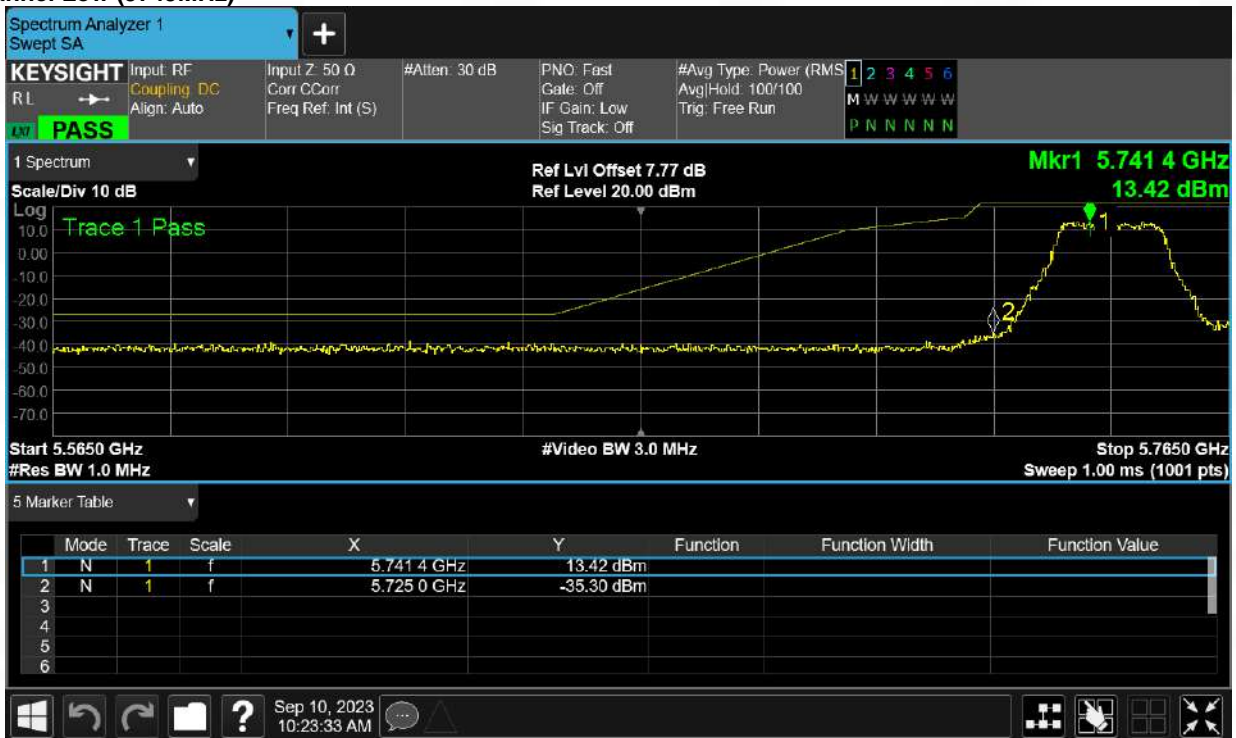 Spectrum Analyzer 1
Swept SA
+
KEYSIGHT
RL
LXI
PASS
Input: RF
Coupling: DC
Align: Auto
Input Z: 50 Ω
Corr CCorr
Freq Ref: Int (S)
#Atten: 30 dB
PNO: Fast
Gate: Off
IF Gain: Low
Sig Track: Off
#Avg Type: Power (RMS
Avg|Hold: 100/100
Trig: Free Run
1 2 3 4 5 6
M W W W W W
P N N N N N
1 Spectrum
Scale/Div 10 dB
Ref Lvl Offset 7.77 dB
Ref Level 20.00 dBm
Mkr1 5.741 4 GHz
13.42 dBm
Log
Trace 1 Pass
1
2
10.0
0.00
-10.0
-20.0
-30.0
-40.0
-50.0
-60.0
-70.0
Start 5.5650 GHz
#Res BW 1.0 MHz
#Video BW 3.0 MHz
Stop 5.7650 GHz
Sweep 1.00 ms (1001 pts)
5 Marker Table
Mode Trace Scale X Y Function Function Width Function Value
1 N 1 f 5.741 4 GHz 13.42 dBm
2 N 1 f 5.725 0 GHz -35.30 dBm
3
4
5
6
?
Sep 10, 2023
10:23:33 AM